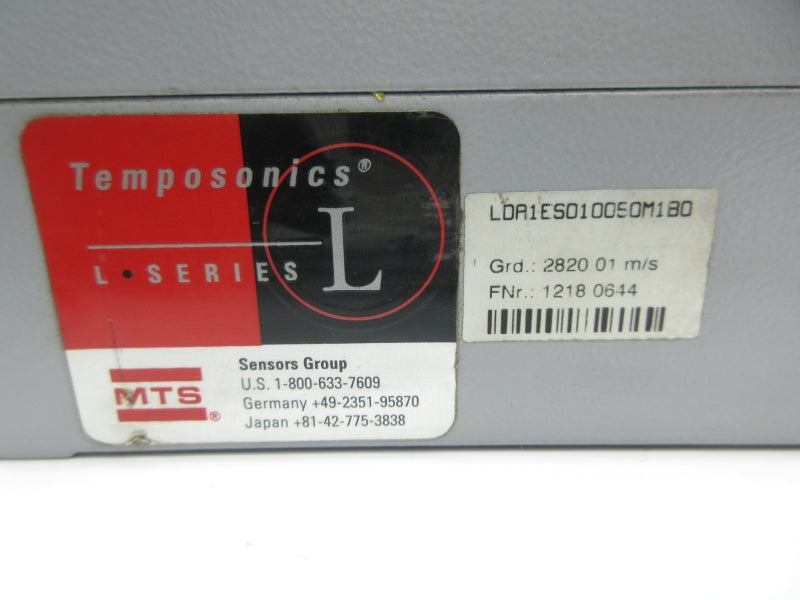 Temposonics®
L • SERIES
L
MTS®
Sensors Group
U.S. 1-800-633-7609
Germany +49-2351-95870
Japan +81-42-775-3838
LDA1ES010050M1B0
Grd.: 2820 01 m/s
FNr.: 1218 0644